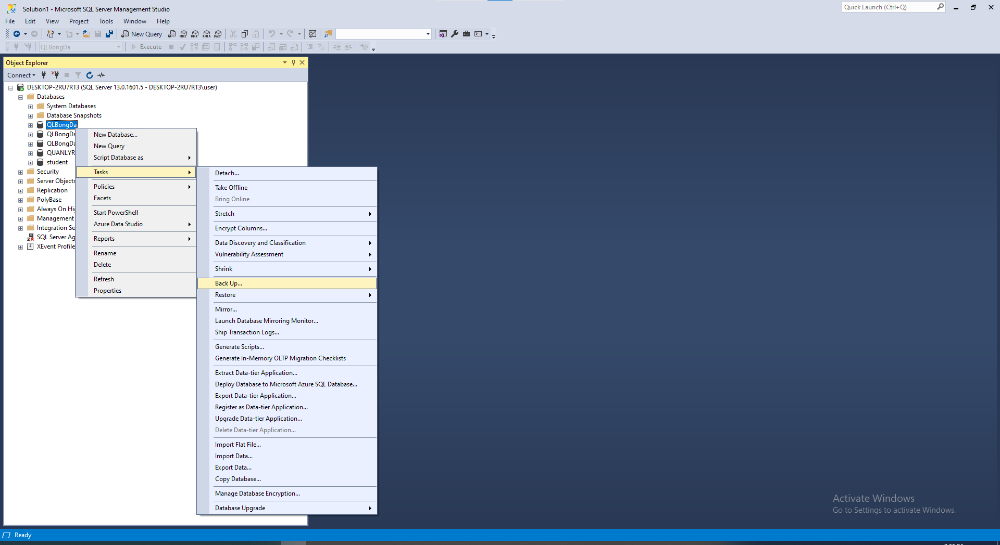 Solution1 - Microsoft SQL Server Management Studio
Quick Launch (Ctrl+Q)
File Edit View Project Tools Window Help
New Query
MDX DMX XMLA DAX
QLBongDa Execute
Object Explorer
Connect
DESKTOP-2RU7RT3 (SQL Server 13.0.1601.5 - DESKTOP-2RU7RT3\user)
Databases
System Databases
Database Snapshots
QLBongDa
QLBongDa
QLBongDa
QUANLYR
student
Security
Server Objects
Replication
PolyBase
Always On Hi
Management
Integration Se
SQL Server Ag
XEvent Profile
New Database...
New Query
Script Database as
Tasks
Policies
Facets
Start PowerShell
Azure Data Studio
Reports
Rename
Delete
Refresh
Properties
Detach...
Take Offline
Bring Online
Stretch
Encrypt Columns...
Data Discovery and Classification
Vulnerability Assessment
Shrink
Back Up...
Restore
Mirror...
Launch Database Mirroring Monitor...
Ship Transaction Logs...
Generate Scripts...
Generate In-Memory OLTP Migration Checklists
Extract Data-tier Application...
Deploy Database to Microsoft Azure SQL Database...
Export Data-tier Application...
Register as Data-tier Application...
Upgrade Data-tier Application...
Delete Data-tier Application...
Import Flat File...
Import Data...
Export Data...
Copy Database...
Manage Database Encryption...
Database Upgrade
Activate Windows
Go to Settings to activate Windows.
Ready